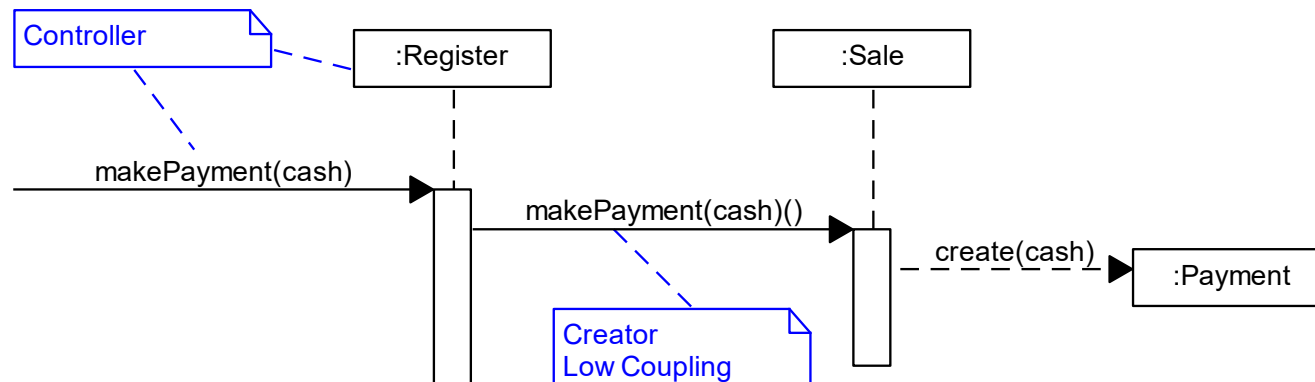 Controller
:Register
:Sale
makePayment(cash)
makePayment(cash)()
create(cash)
:Payment
Creator
Low Coupling